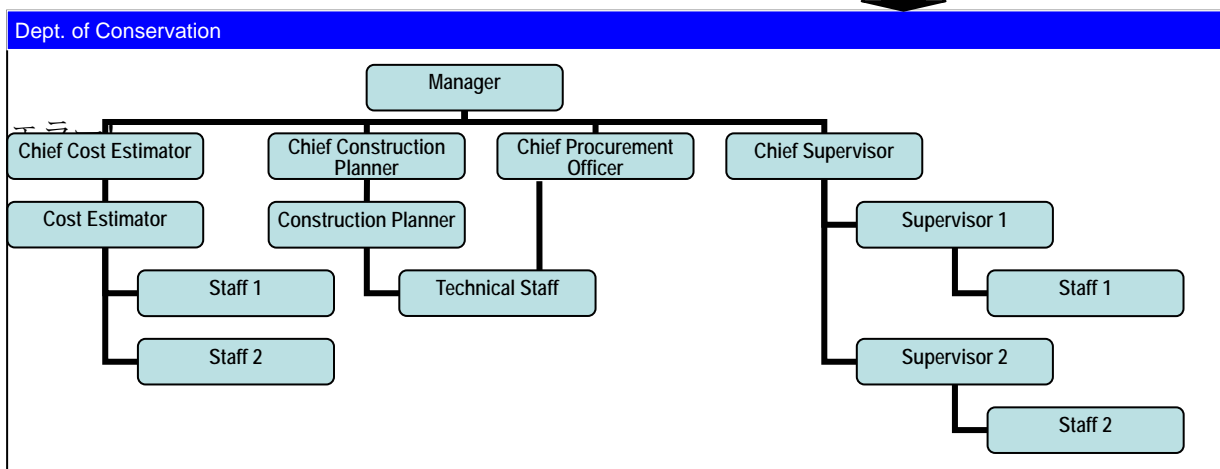 Dept. of Conservation
Manager
Chief Cost Estimator
Chief Construction
Planner
Chief Procurement
Officer
Chief Supervisor
Cost Estimator
Construction Planner
Supervisor 1
Staff 1
Technical Staff
Staff 1
Staff 2
Supervisor 2
Staff 2